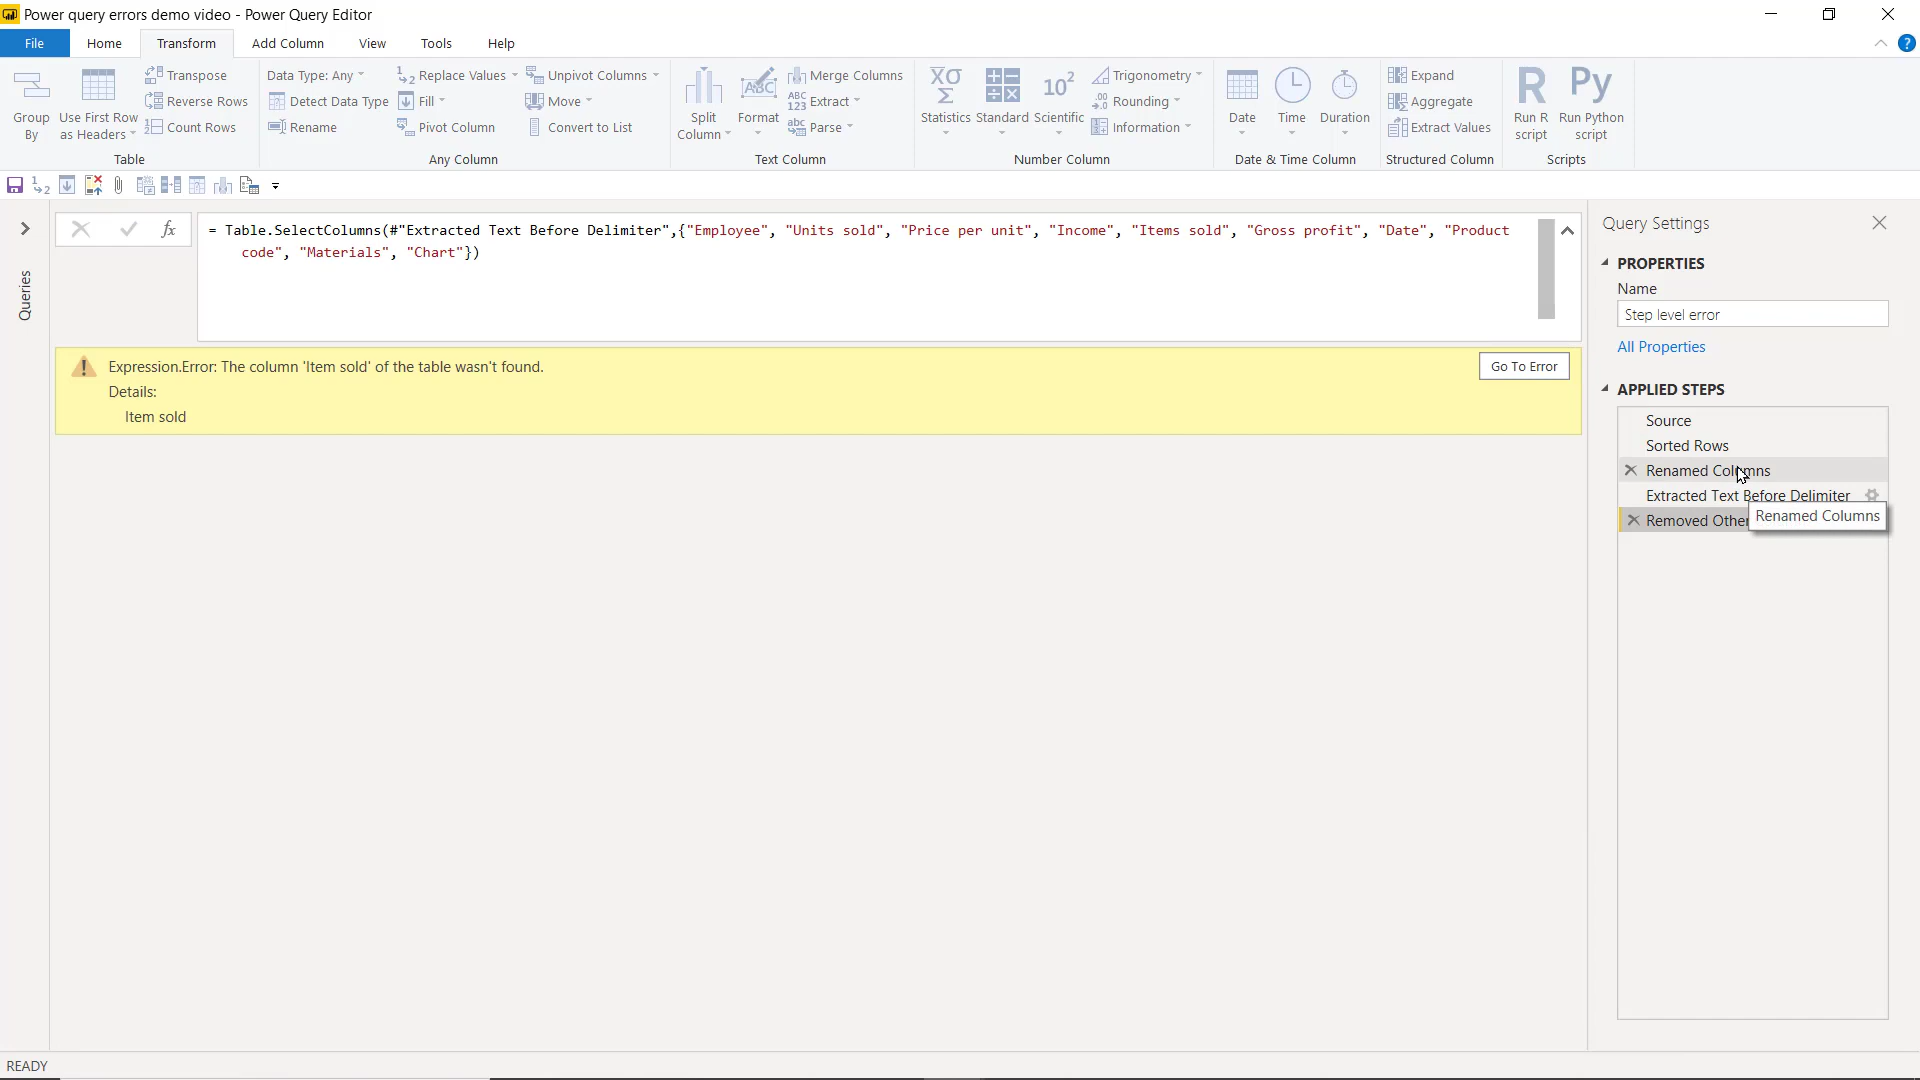 Power query errors demo video - Power Query Editor
File Home Transform Add Column View Tools Help
Group By
Use First Row as Headers
Transpose
Reverse Rows
Count Rows
Table
Data Type: Any
Detect Data Type
Rename
Replace Values
Fill
Pivot Column
Unpivot Columns
Move
Convert to List
Any Column
Split Column
Format
Merge Columns
Extract
Parse
Text Column
Statistics
Standard
Scientific
Trigonometry
Rounding
Information
Number Column
Date
Time
Duration
Date & Time Column
Expand
Aggregate
Extract Values
Structured Column
Run R script
Run Python script
Scripts
Queries
fx
= Table.SelectColumns(#"Extracted Text Before Delimiter",{"Employee", "Units sold", "Price per unit", "Income", "Items sold", "Gross profit", "Date", "Product
code", "Materials", "Chart"})
Expression.Error: The column 'Item sold' of the table wasn't found.
Details:
Item sold
Go To Error
Query Settings
PROPERTIES
Name
Step level error
All Properties
APPLIED STEPS
Source
Sorted Rows
Renamed Columns
Extracted Text Before Delimiter
Removed Other
Renamed Columns
READY